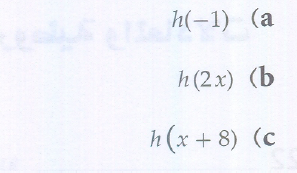 h(−1) (a
h(2x) (b
h(x + 8) (c